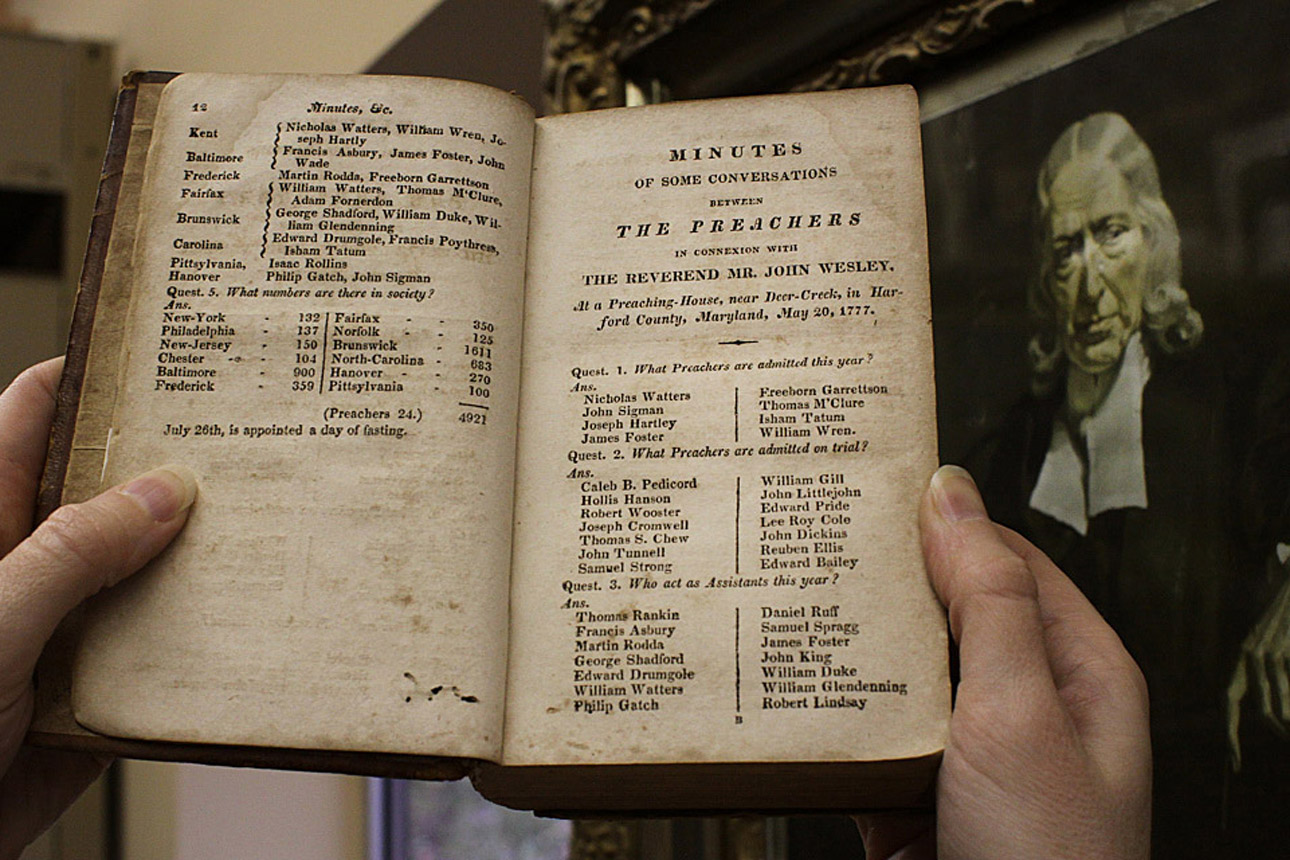 12 Minutes, &c.
Kent Nicholas Watters, William Wren, Jo-
seph Hartly
Baltimore Francis Asbury, James Foster, John
Wade
Frederick Martin Rodda, Freeborn Garrettson
Fairfax William Watters, Thomas M'Clure,
Adam Fornerdon
Brunswick George Shadford, William Duke, Wil-
liam Glendenning
Carolina Edward Drumgole, Francis Poythress,
Isham Tatum
Pittsylvania, Isaac Rollins
Hanover Philip Gatch, John Sigman
Quest. 5. What numbers are there in society?
Ans.
New-York - 132 Fairfax - - 350
Philadelphia - 137 Norfolk - - 125
New-Jersey - 150 Brunswick - 1611
Chester - - 104 North-Carolina - 683
Baltimore - 900 Hanover - - 270
Frederick - 359 Pittsylvania - 100
(Preachers 24.) 4921
July 26th, is appointed a day of fasting.
MINUTES
OF SOME CONVERSATIONS
BETWEEN
THE PREACHERS
IN CONNEXION WITH
THE REVEREND MR. JOHN WESLEY.
At a Preaching-House, near Deer-Creek, in Har-
ford County, Maryland, May 20, 1777.
Quest. 1. What Preachers are admitted this year?
Ans.
Nicholas Watters Freeborn Garrettson
John Sigman Thomas M'Clure
Joseph Hartley Isham Tatum
James Foster William Wren.
Quest. 2. What Preachers are admitted on trial?
Ans.
Caleb B. Pedicord William Gill
Hollis Hanson John Littlejohn
Robert Wooster Edward Pride
Joseph Cromwell Lee Roy Cole
Thomas S. Chew John Dickins
John Tunnell Reuben Ellis
Samuel Strong Edward Bailey
Quest. 3. Who act as Assistants this year?
Ans.
Thomas Rankin Daniel Ruff
Francis Asbury Samuel Spragg
Martin Rodda James Foster
George Shadford John King
Edward Drumgole William Duke
William Watters William Glendenning
Philip Gatch Robert Lindsay
B